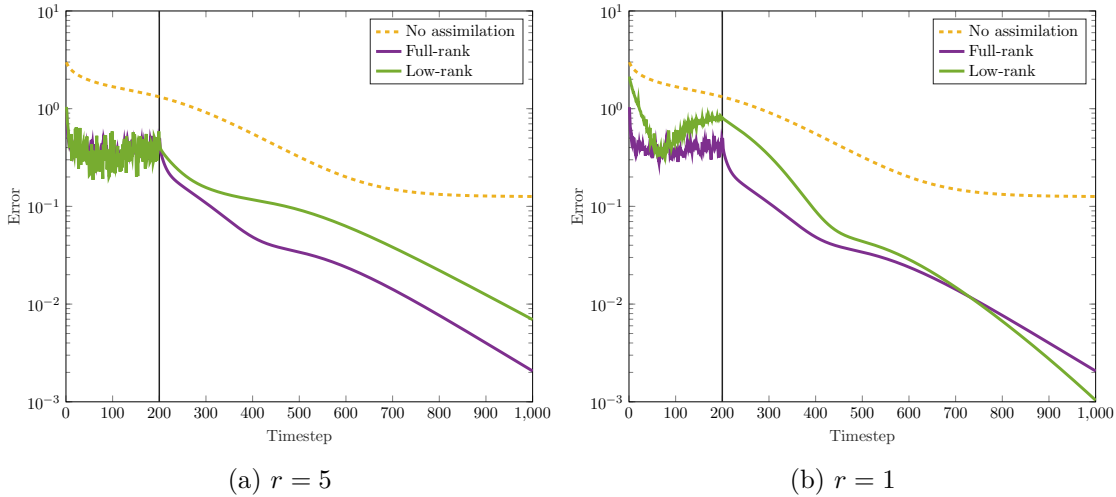 10^1
10^0
10^−1
10^−2
10^−3
Error
0 100 200 300 400 500 600 700 800 900 1,000
Timestep
No assimilation
Full-rank
Low-rank
(a) r = 5
10^1
10^0
10^−1
10^−2
10^−3
Error
0 100 200 300 400 500 600 700 800 900 1,000
Timestep
No assimilation
Full-rank
Low-rank
(b) r = 1